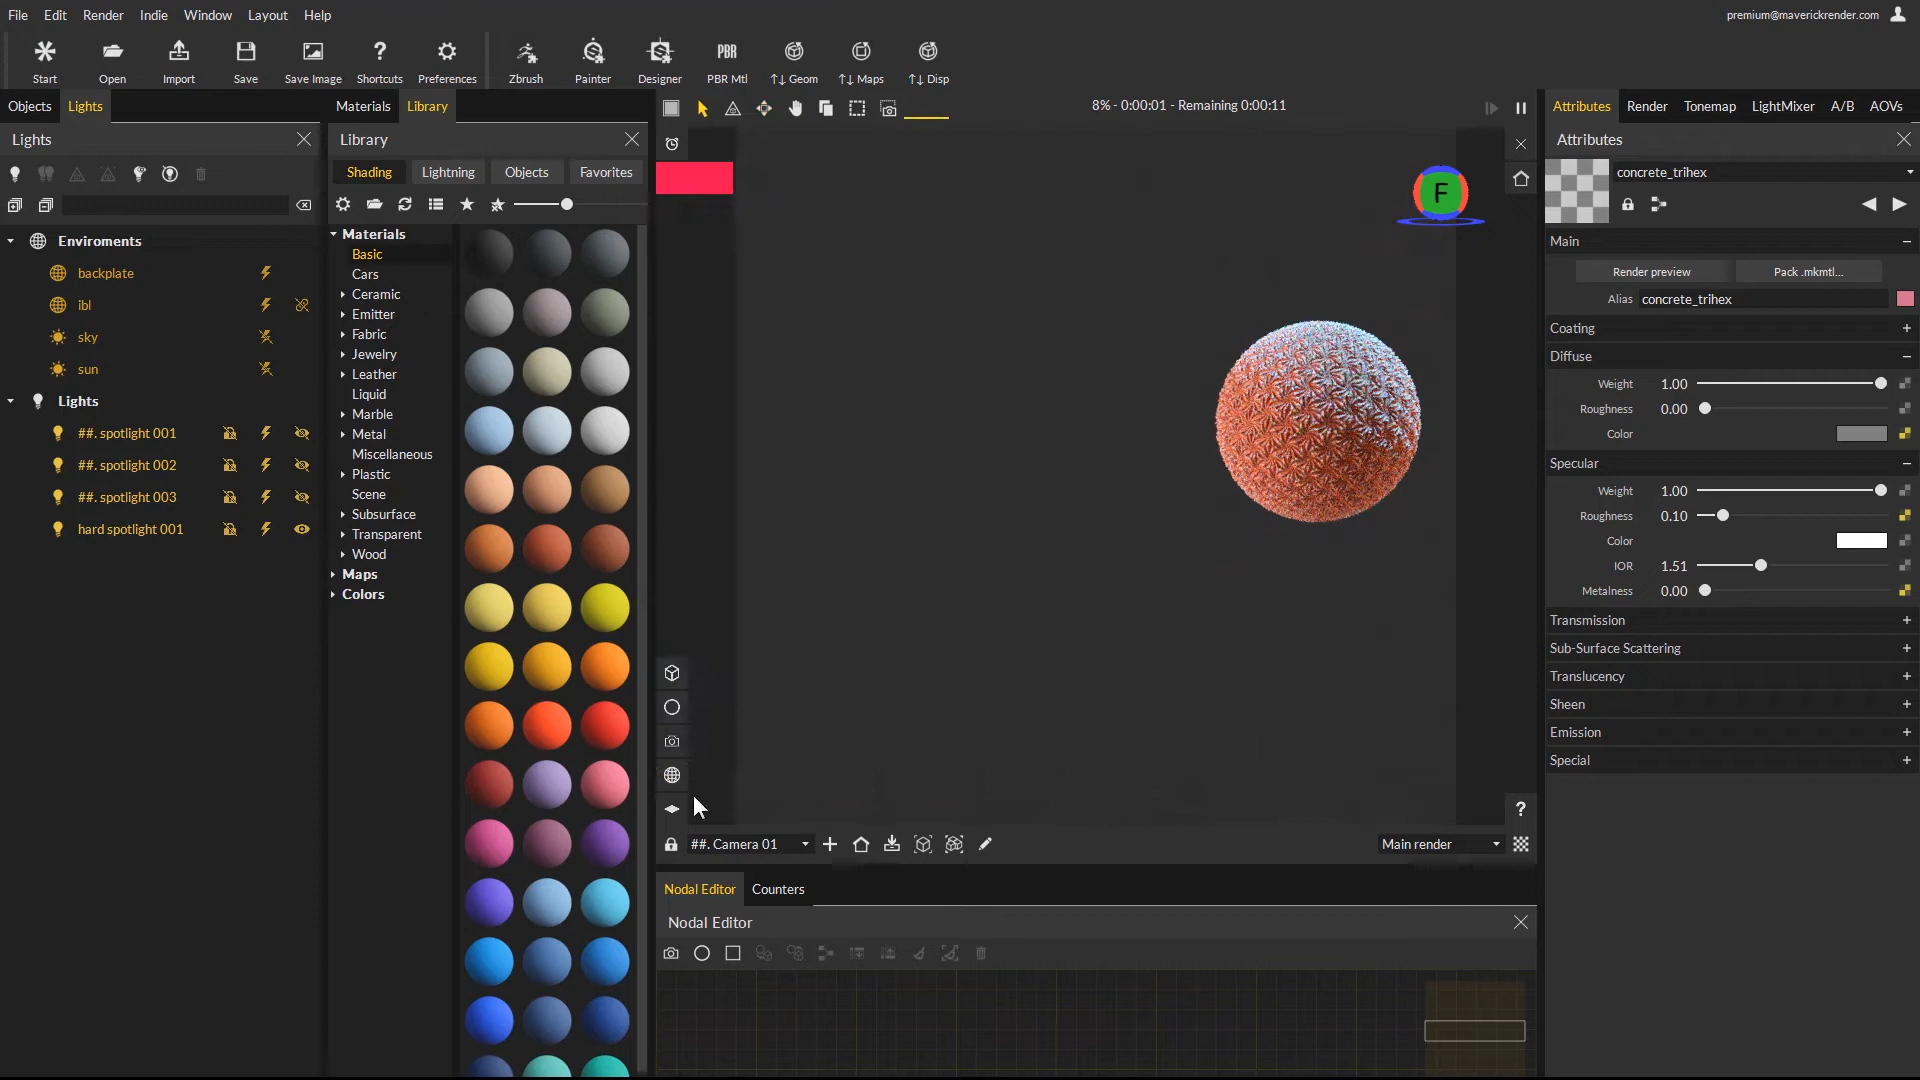 File Edit Render Indie Window Layout Help
premium@maverickrender.com
Start Open Import Save Save Image Shortcuts Preferences Zbrush Painter Designer PBR PBR Mtl ↑↓ Geom ↑↓ Maps ↑↓ Disp
Objects Lights
Lights
Enviroments
backplate
ibl
sky
sun
Lights
##. spotlight 001
##. spotlight 002
##. spotlight 003
hard spotlight 001
Materials Library
Library
Shading Lightning Objects Favorites
Materials
Basic
Cars
Ceramic
Emitter
Fabric
Jewelry
Leather
Liquid
Marble
Metal
Miscellaneous
Plastic
Scene
Subsurface
Transparent
Wood
Maps
Colors
8% - 0:00:01 - Remaining 0:00:11
F
##. Camera 01
Main render
Nodal Editor Counters
Nodal Editor
Attributes Render Tonemap LightMixer A/B AOVs
Attributes
concrete_trihex
Main
Render preview Pack .mkmtl...
Alias concrete_trihex
Coating
Diffuse
Weight 1.00
Roughness 0.00
Color
Specular
Weight 1.00
Roughness 0.10
Color
IOR 1.51
Metalness 0.00
Transmission
Sub-Surface Scattering
Translucency
Sheen
Emission
Special